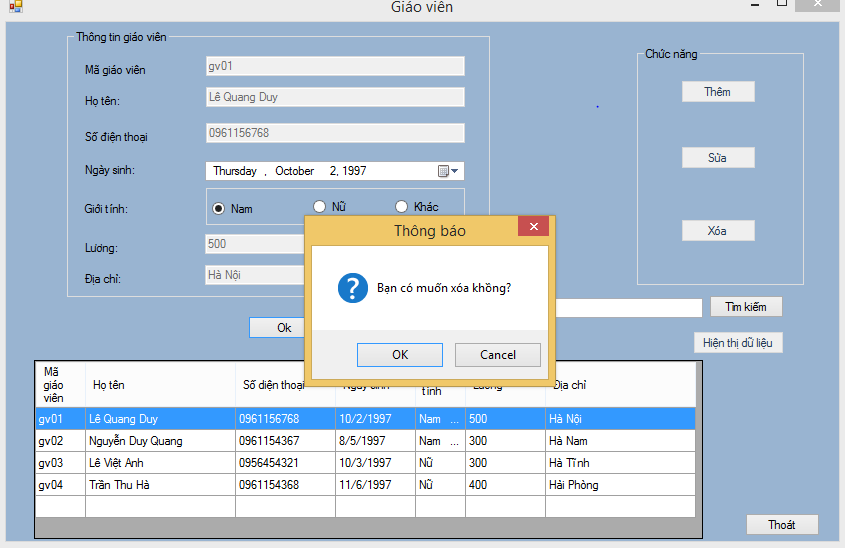 Giáo viên
Thông tin giáo viên
Mã giáo viên
gv01
Họ tên:
Lê Quang Duy
Số điện thoại
0961156768
Ngày sinh:
Thursday , October 2, 1997
Giới tính:
Nam
Nữ
Khác
Lương:
500
Địa chỉ:
Hà Nội
Chức năng
Thêm
Sửa
Xóa
Thông báo
Bạn có muốn xóa khồng?
OK
Cancel
Ok
Tìm kiếm
Hiện thị dữ liệu
Mã giáo viên
Họ tên
Số điện thoại
Ngày sinh
tính
Lương
Địa chỉ
gv01 Lê Quang Duy 0961156768 10/2/1997 Nam ... 500 Hà Nội
gv02 Nguyễn Duy Quang 0961154367 8/5/1997 Nam ... 300 Hà Nam
gv03 Lê Việt Anh 0956454321 10/3/1997 Nữ 300 Hà Tĩnh
gv04 Trần Thu Hà 0961154368 11/6/1997 Nữ 400 Hải Phòng
Thoát